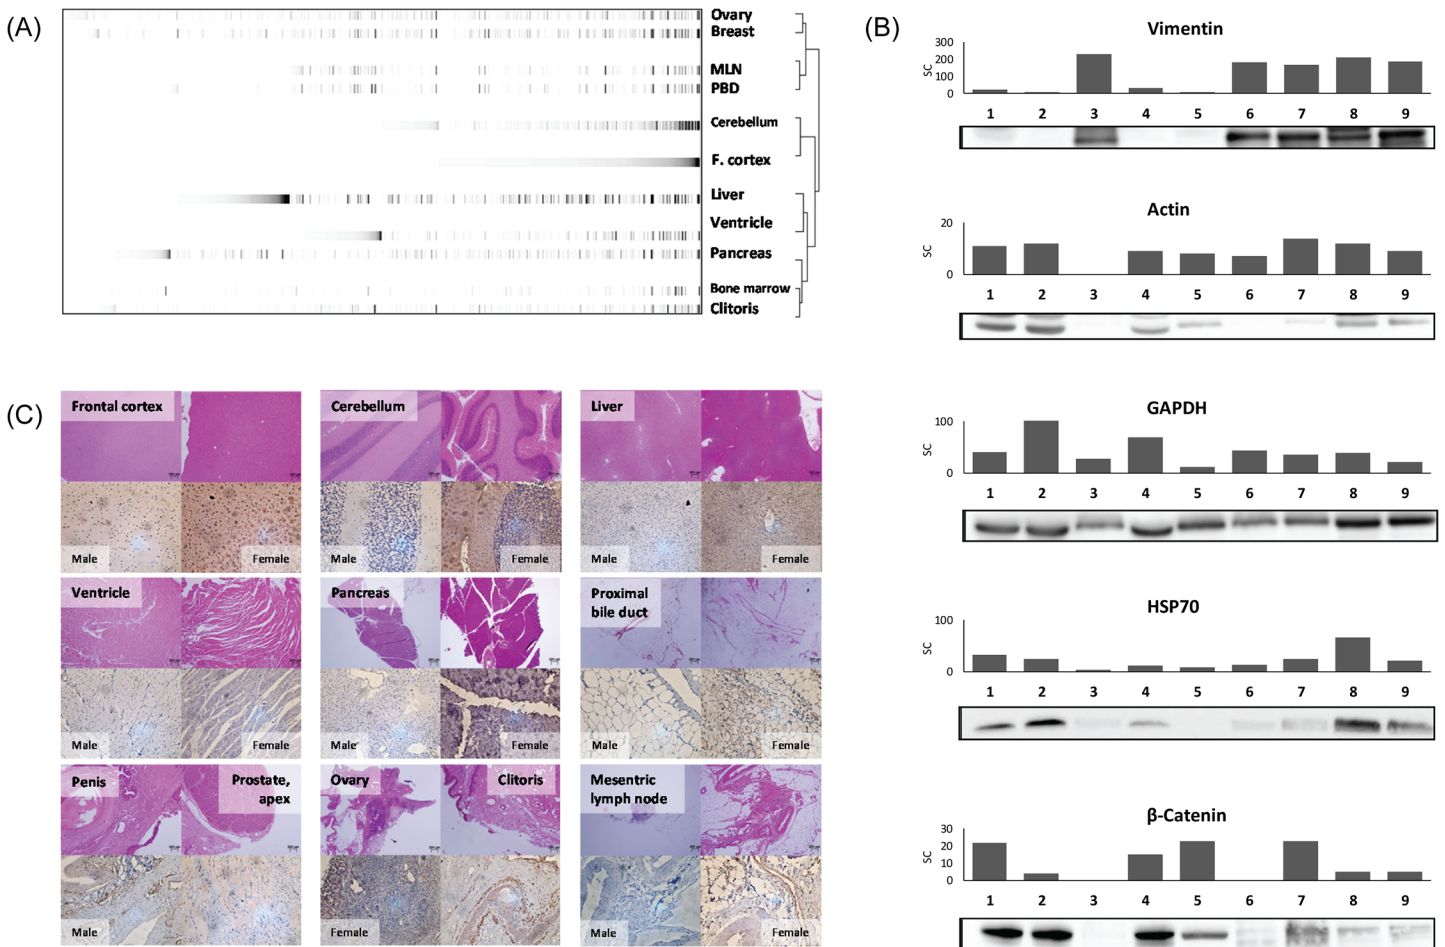 (A)
Ovary
Breast
MLN
PBD
Cerebellum
F. cortex
Liver
Ventricle
Pancreas
Bone marrow
Clitoris
(B)
Vimentin
SC
300
200
100
0
1 2 3 4 5 6 7 8 9
Actin
SC
20
10
0
1 2 3 4 5 6 7 8 9
GAPDH
SC
100
50
0
1 2 3 4 5 6 7 8 9
HSP70
SC
100
50
0
1 2 3 4 5 6 7 8 9
β-Catenin
SC
30
20
10
0
1 2 3 4 5 6 7 8 9
(C)
Frontal cortex
Male Female
Cerebellum
Male Female
Liver
Male Female
Ventricle
Male Female
Pancreas
Male Female
Proximal
bile duct
Male Female
Penis Prostate,
apex
Male
Ovary Clitoris
Female
Mesentric
lymph node
Male Female